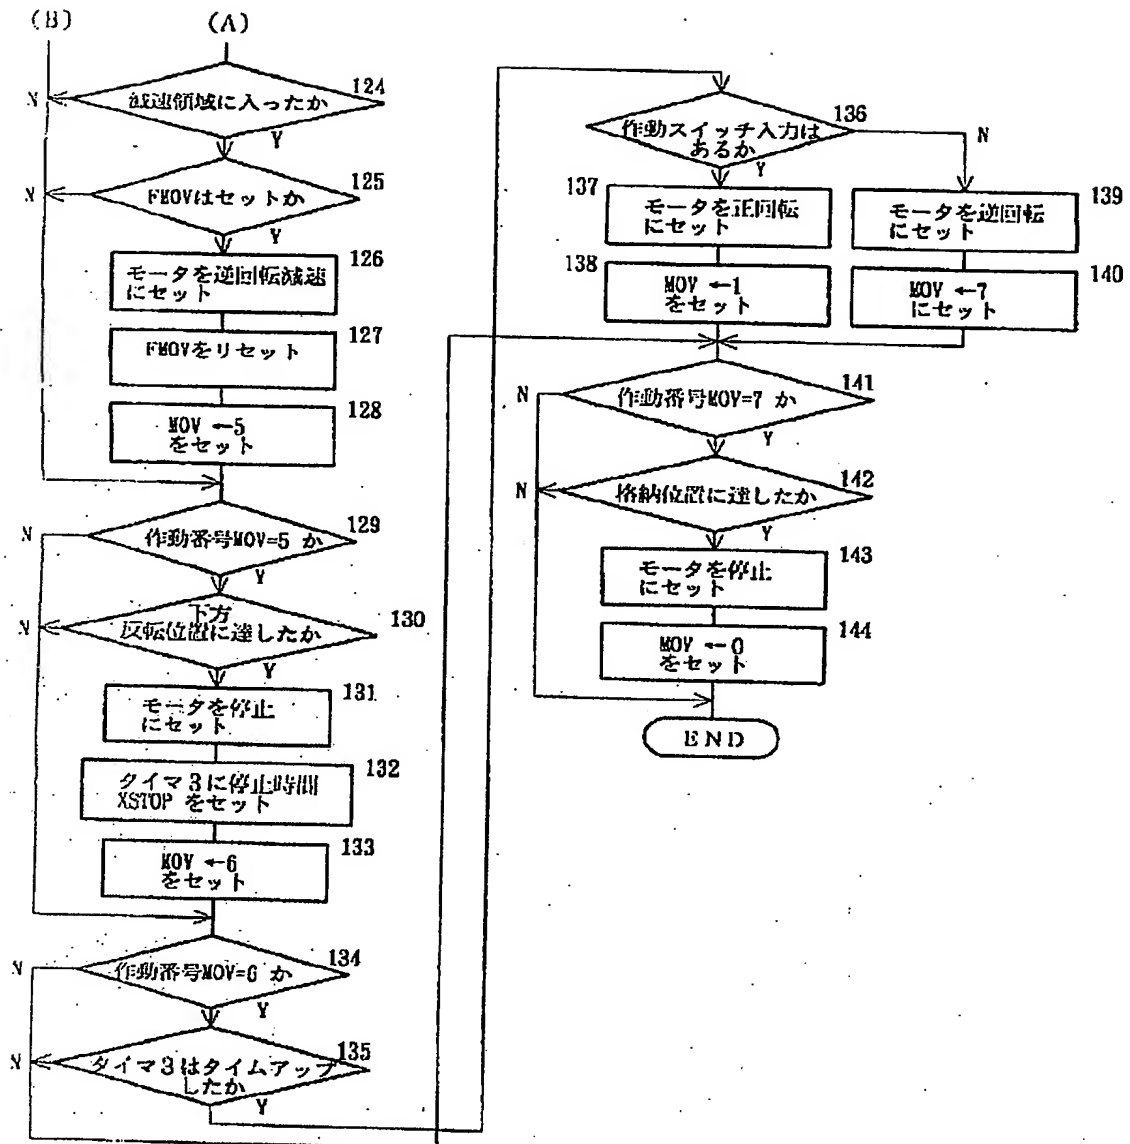 (B)
(A)
124
減速領域に入ったか
N
Y
125
FMOVはセットか
N
Y
126
モータを逆回転減速
にセット
127
FMOVをリセット
128
MOV ←5
をセット
129
作動番号MOV=5 か
N
Y
130
下方
反転位置に達したか
N
Y
131
モータを停止
にセット
132
タイマ3に停止時間
XSTOP をセット
133
MOV ←6
をセット
134
作動番号MOV=6 か
N
Y
135
タイマ3はタイムアップ
したか
N
Y
136
作動スイッチ入力は
あるか
N
Y
137
モータを正回転
にセット
138
MOV ←1
をセット
139
モータを逆回転
にセット
140
MOV ←7
にセット
141
作動番号MOV=7 か
N
Y
142
格納位置に達したか
N
Y
143
モータを停止
にセット
144
MOV ←0
をセット
END